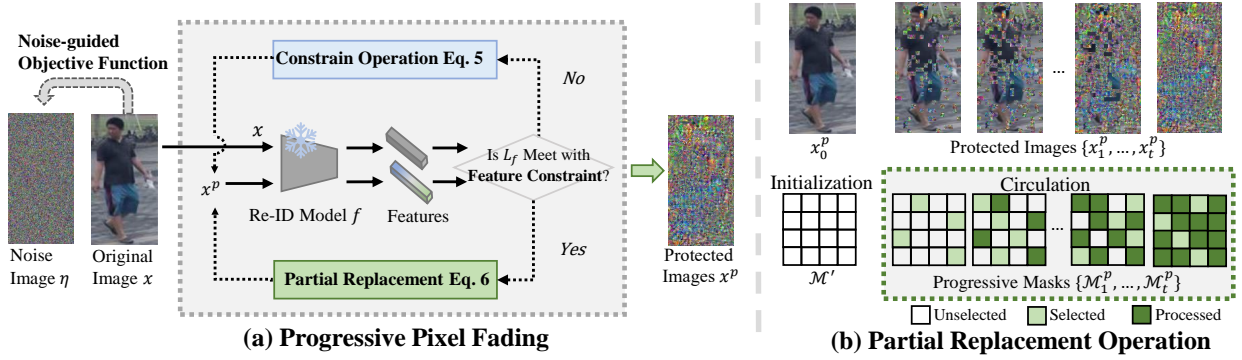 Noise-guided
Objective Function
Constrain Operation Eq. 5
No
x
x^p
Is L_f Meet with
Feature Constraint?
Re-ID Model f
Features
Yes
Partial Replacement Eq. 6
Noise
Image η
Original
Image x
Protected
Images x^p
(a) Progressive Pixel Fading
...
x_0^p
Protected Images {x_1^p, ..., x_t^p}
Initialization
Circulation
...
ℳ′
Progressive Masks {ℳ_1^p, ..., ℳ_t^p}
Unselected
Selected
Processed
(b) Partial Replacement Operation